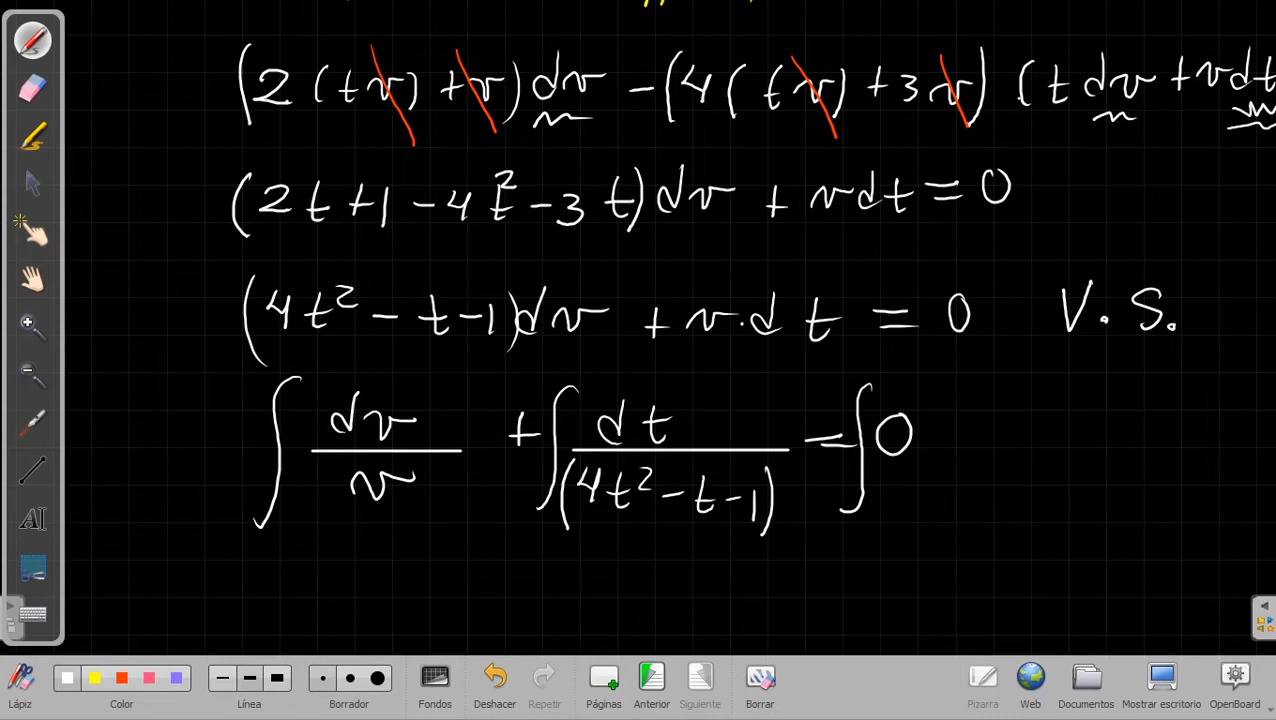 (2(tv)+v)dv - (4(tv)+3v)(t dv + v dt
(2t+1-4t²-3t)dv + v dt = 0
(4t²-t-1)dv + v·dt = 0 V.S.
∫ dv/v + ∫ dt/(4t²-t-1) = ∫ 0
Lápiz
Color
Línea
Borrador
Fondos
Deshacer
Repetir
Páginas
Anterior
Siguiente
Borrar
Pizarra
Web
Documentos
Mostrar escritorio
OpenBoard